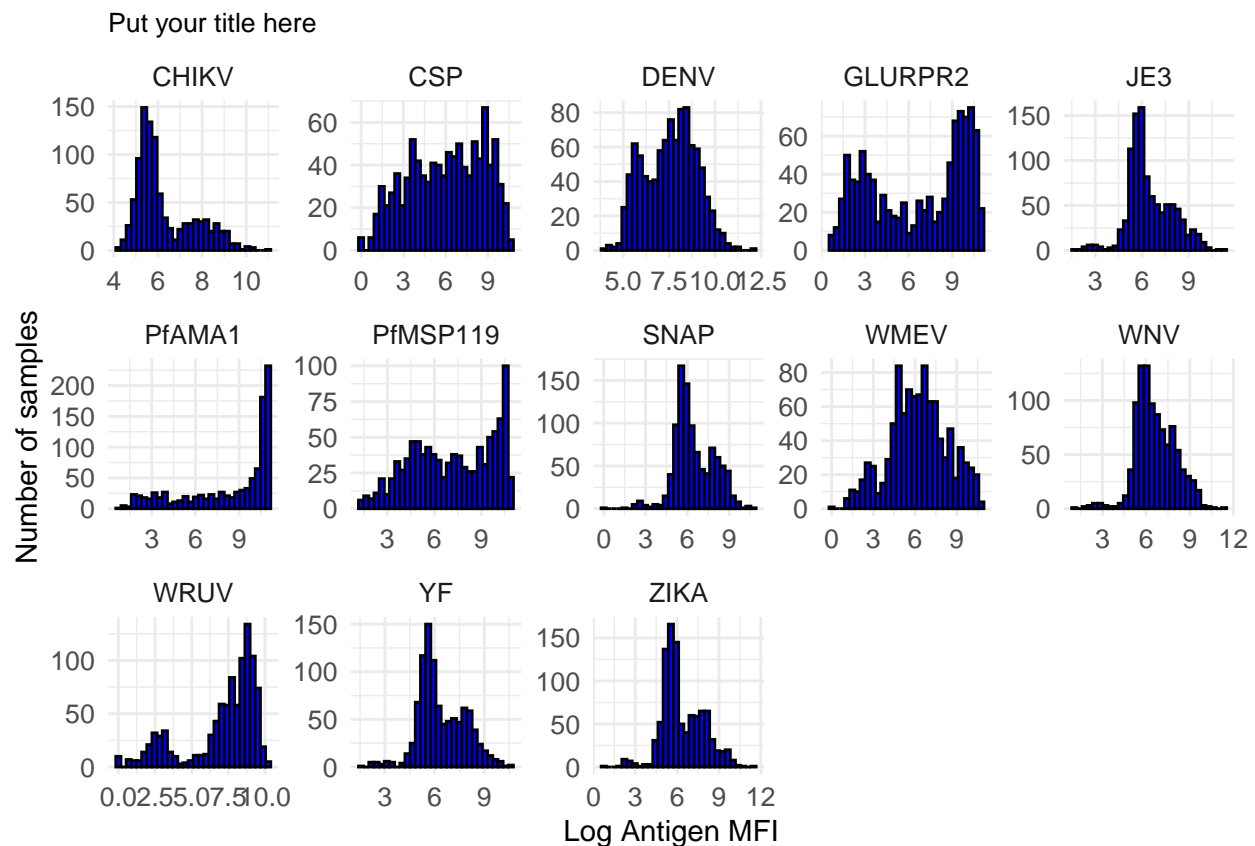 Put your title here
CHIKV CSP DENV GLURPR2 JE3
150 60 80 60 150
100 40 60 40 100
50 20 40 20 50
0 0 20 0 0
0
4 6 8 10 0 3 6 9 5.0 7.5 10.0 12.5 0 3 6 9 3 6 9
PfAMA1 PfMSP119 SNAP WMEV WNV
200 100 150 80 100
150 75 100 60 50
100 50 50 40 0
50 25 0 20
0 0 0
3 6 9 3 6 9 0 3 6 9 0 3 6 9 3 6 9 12
WRUV YF ZIKA
100 150 150
50 100 100
0 50 50
0 0
0.0 2.5 5.0 7.5 10.0 3 6 9 0 3 6 9 12
Number of samples
Log Antigen MFI